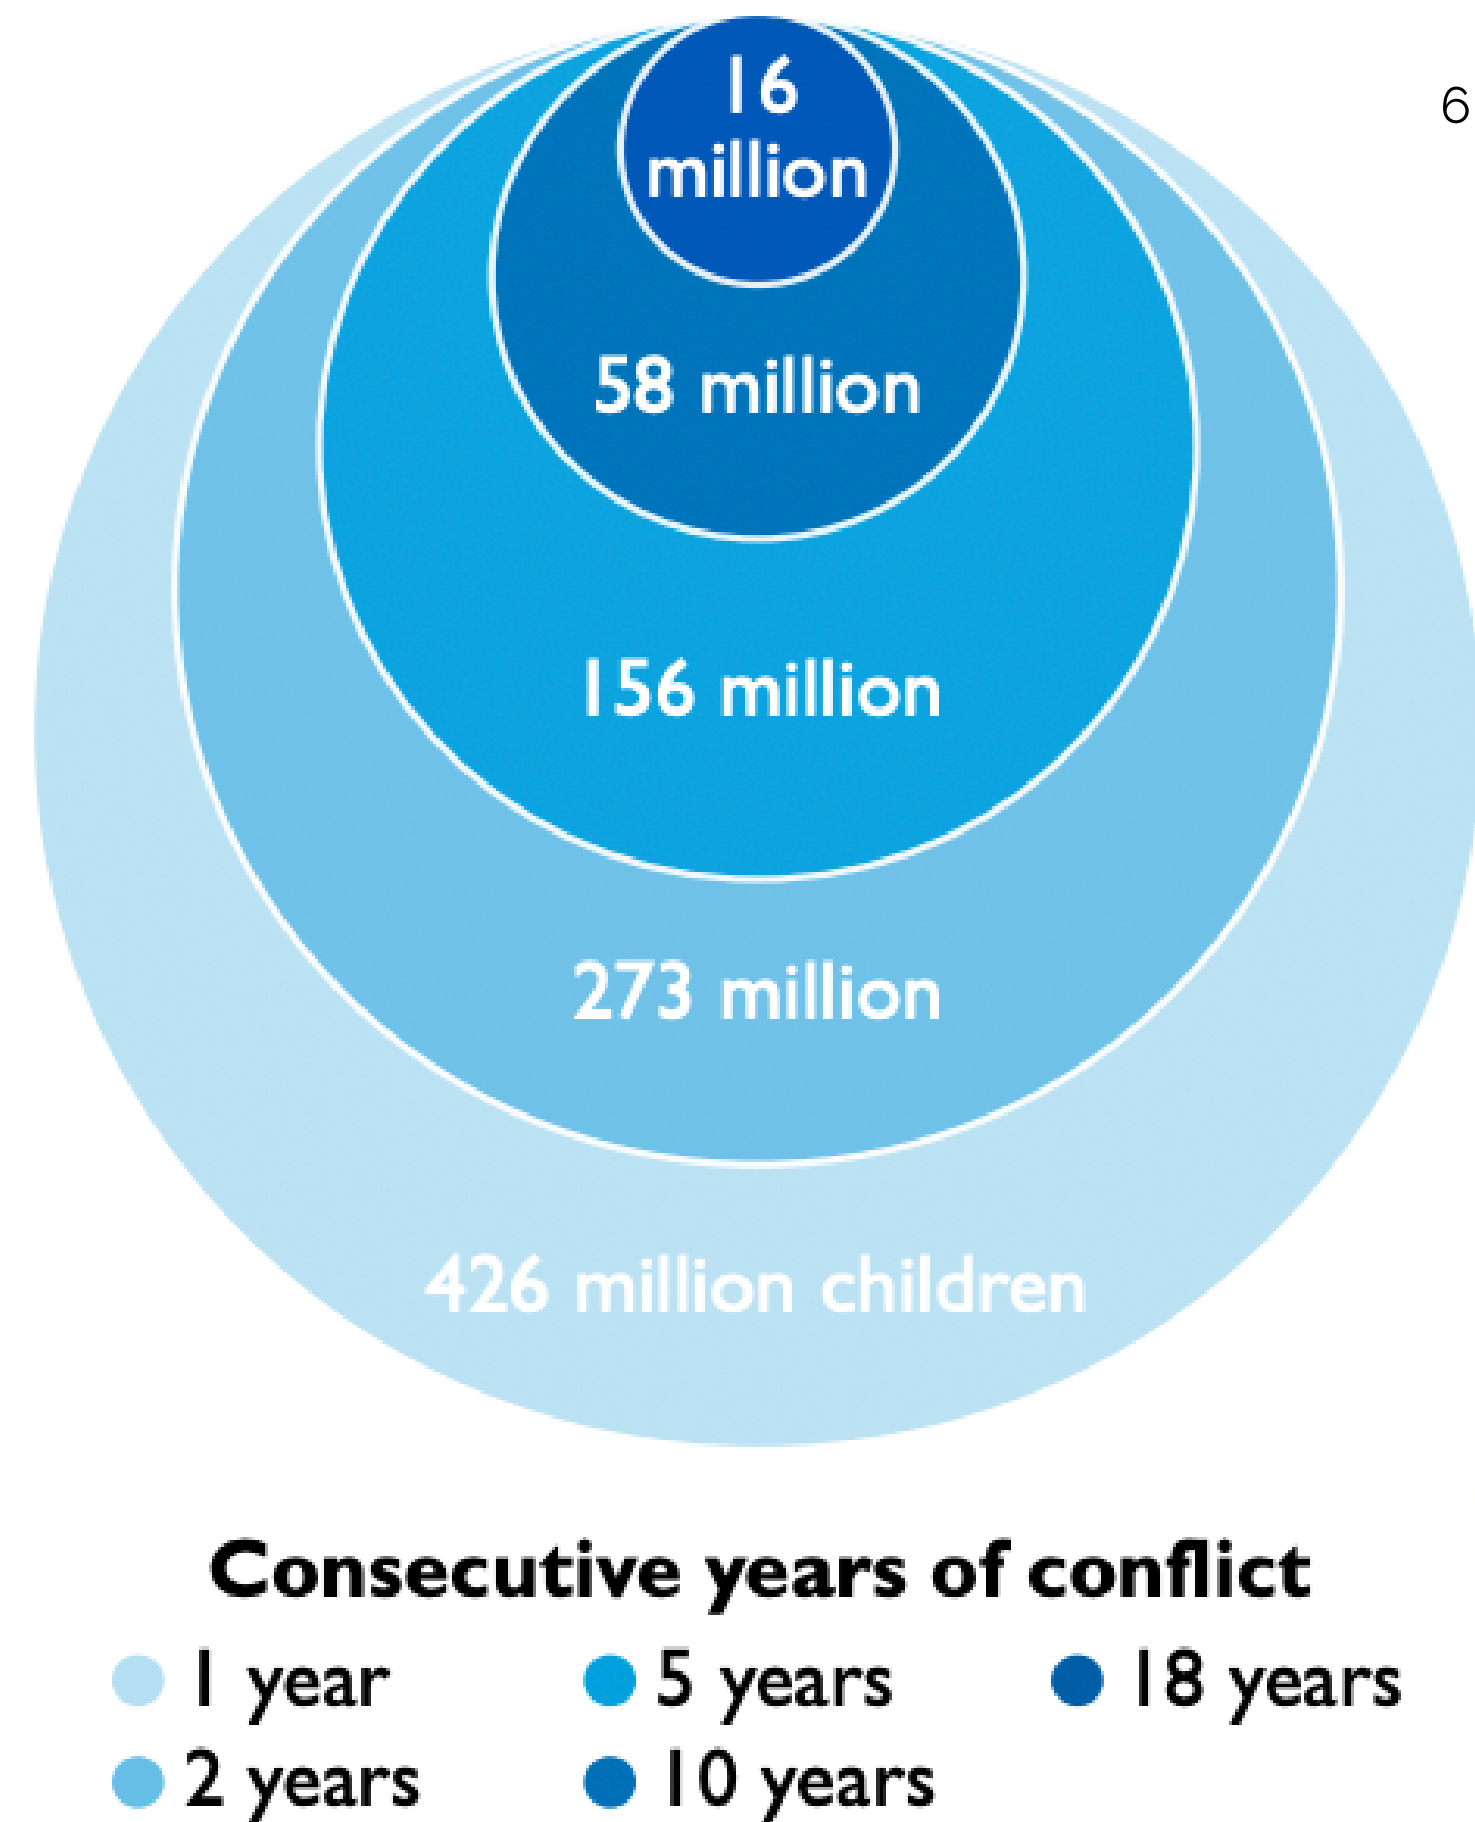 16
million
6
58 million
156 million
273 million
426 million children
Consecutive years of conflict
1 year
5 years
18 years
2 years
10 years